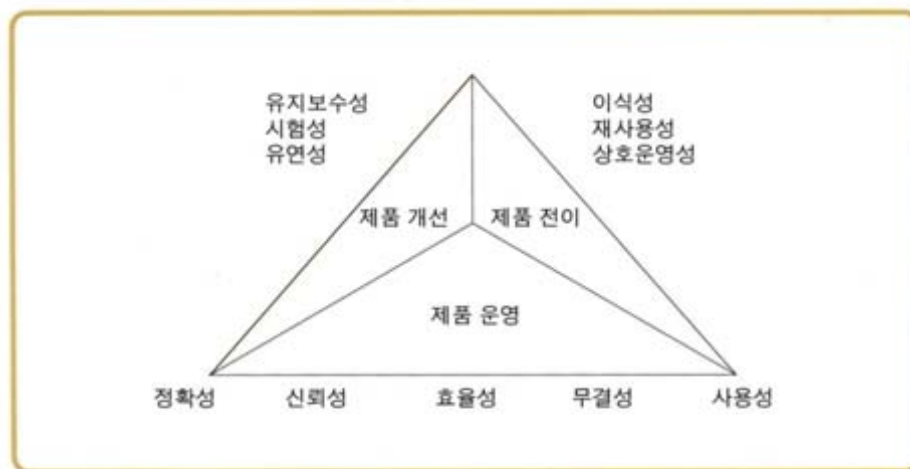 유지보수성
시험성
유연성
이식성
재사용성
상호운영성
제품 개선
제품 전이
제품 운영
정확성 신뢰성 효율성 무결성 사용성